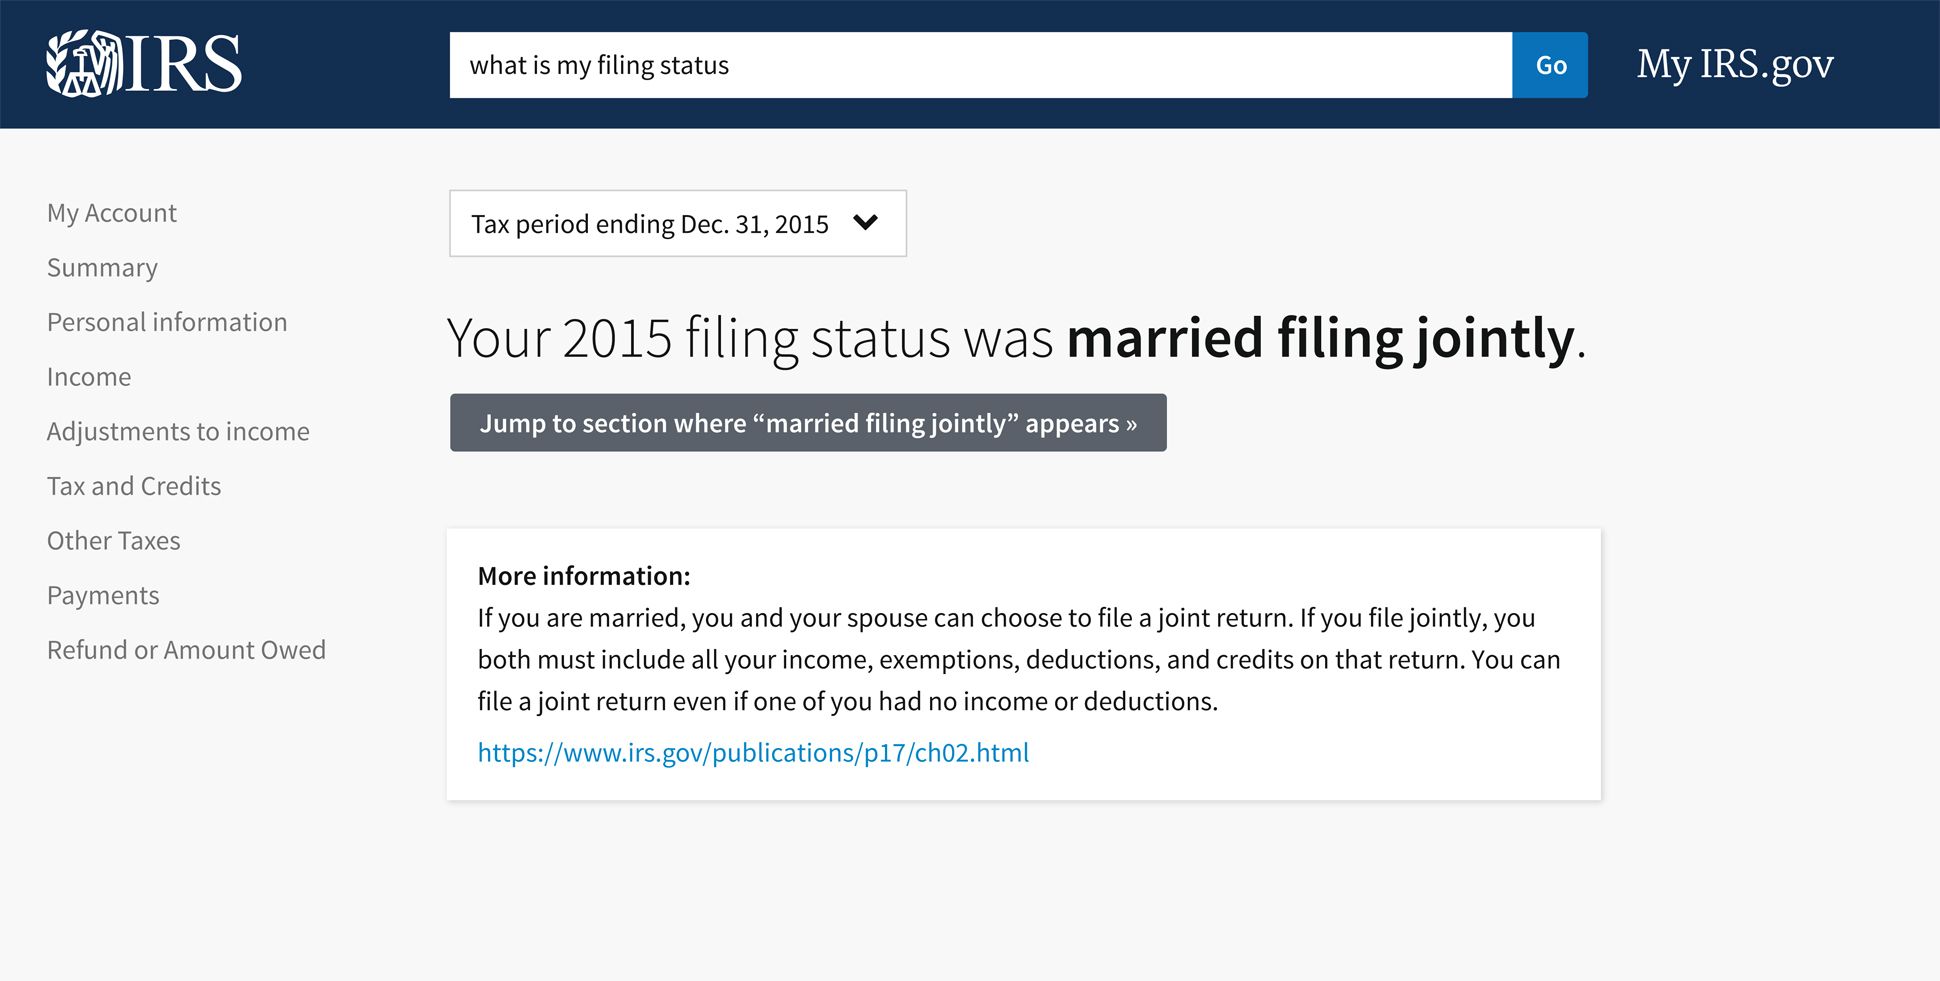 IRS
what is my filing status
Go
My IRS.gov
My Account
Summary
Personal information
Income
Adjustments to income
Tax and Credits
Other Taxes
Payments
Refund or Amount Owed
Tax period ending Dec. 31, 2015
Your 2015 filing status was married filing jointly.
Jump to section where “married filing jointly” appears »
More information:
If you are married, you and your spouse can choose to file a joint return. If you file jointly, you
both must include all your income, exemptions, deductions, and credits on that return. You can
file a joint return even if one of you had no income or deductions.
https://www.irs.gov/publications/p17/ch02.html